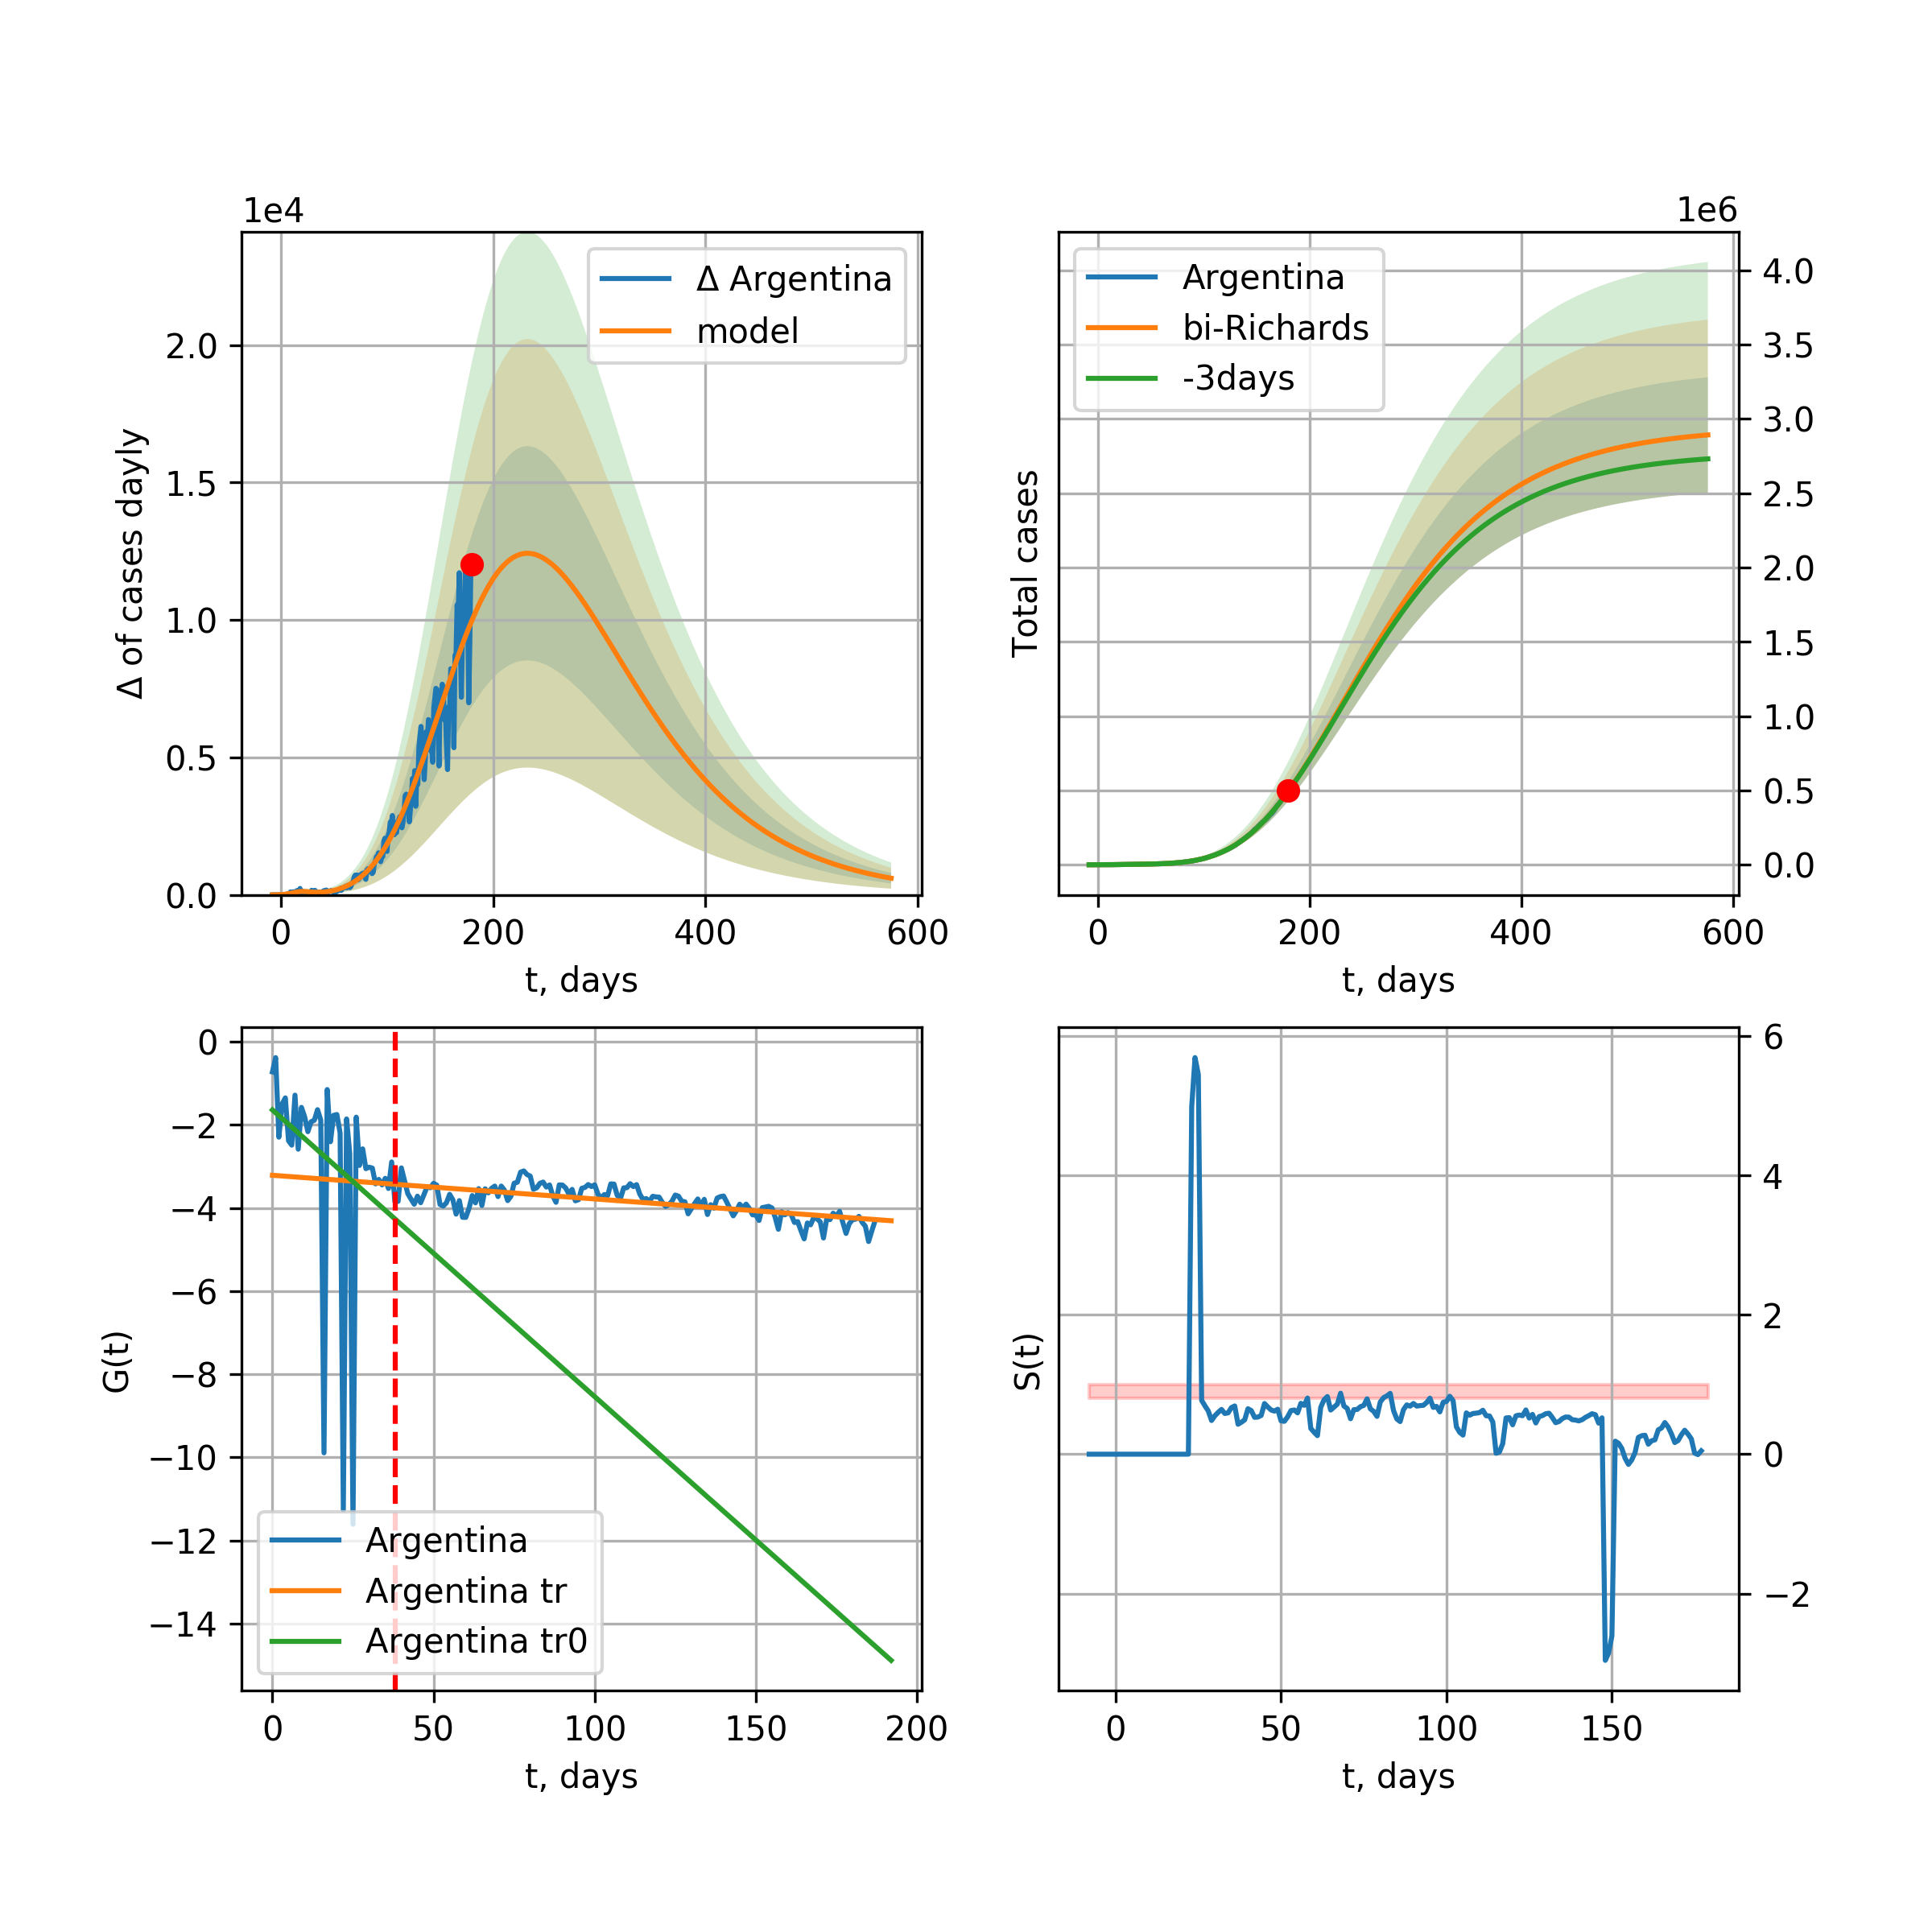 1e4
Δ of cases dayly
2.0
1.5
1.0
0.5
0.0
0 200 400 600
t, days
Δ Argentina
model
1e6
Total cases
4.0
3.5
3.0
2.5
2.0
1.5
1.0
0.5
0.0
0 200 400 600
t, days
Argentina
bi-Richards
-3days
G(t)
0
−2
−4
−6
−8
−10
−12
−14
0 50 100 150 200
t, days
Argentina
Argentina tr
Argentina tr0
S(t)
6
4
2
0
−2
0 50 100 150
t, days